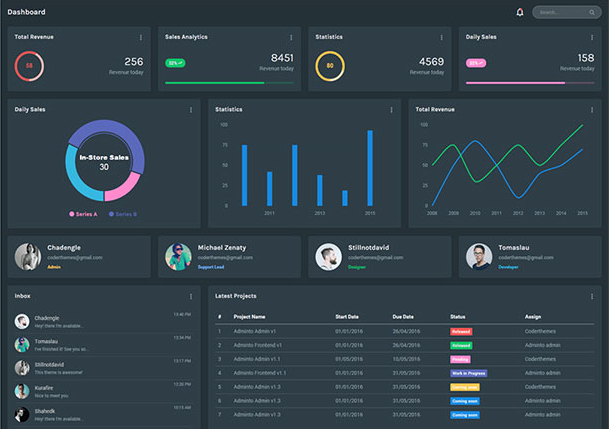 Dashboard
Search...
Total Revenue
58
256
Revenue today
Sales Analytics
32%
8451
Revenue today
Statistics
80
4569
Revenue today
Daily Sales
32%
158
Revenue today
Daily Sales
In-Store Sales
30
Series A Series B
Statistics
100
75
50
25
0
2011 2013 2015
Total Revenue
100
75
50
25
0
2008 2009 2010 2011 2012 2013 2014 2015
Chadengle
coderthemes@gmail.com
Admin
Michael Zenaty
coderthemes@gmail.com
Support Lead
Stillnotdavid
coderthemes@gmail.com
Designer
Tomaslau
coderthemes@gmail.com
Developer
Inbox
Chadengle 13:40 PM
Hey! there I'm available...
Tomaslau 13:34 PM
I've finished it! See you so...
Stillnotdavid 13:17 PM
This theme is awesome!
Kurafire 12:20 PM
Nice to meet you
Shahedk 10:15 AM
Hey! there I'm available...
Latest Projects
# Project Name Start Date Due Date Status Assign
1 Adminto Admin v1 01/01/2016 26/04/2016 Released Coderthemes
2 Adminto Frontend v1 01/01/2016 26/04/2016 Released Adminto admin
3 Adminto Admin v1.1 01/05/2016 10/05/2016 Pending Coderthemes
4 Adminto Frontend v1.1 01/01/2016 31/05/2016 Work in Progress Adminto admin
5 Adminto Admin v1.3 01/01/2016 31/05/2016 Coming soon Coderthemes
6 Adminto Admin v1.3 01/01/2016 31/05/2016 Coming soon Adminto admin
7 Adminto Admin v1.3 01/01/2016 31/05/2016 Coming soon Adminto admin